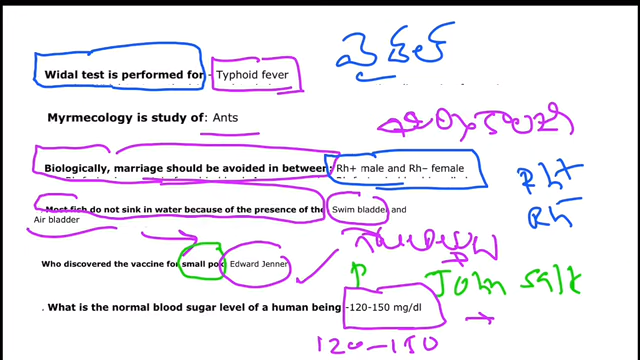 Widal test is performed for - Typhoid fever
Myrmecology is study of: Ants
Biologically, marriage should be avoided in between: Rh+ male and Rh– female
Rh+
Rh-
Most fish do not sink in water because of the presence of the Swim bladder and
Air bladder
Who discovered the vaccine for small pox Edward Jenner
John Salk
. What is the normal blood sugar level of a human being -120-150 mg/dl
120-150